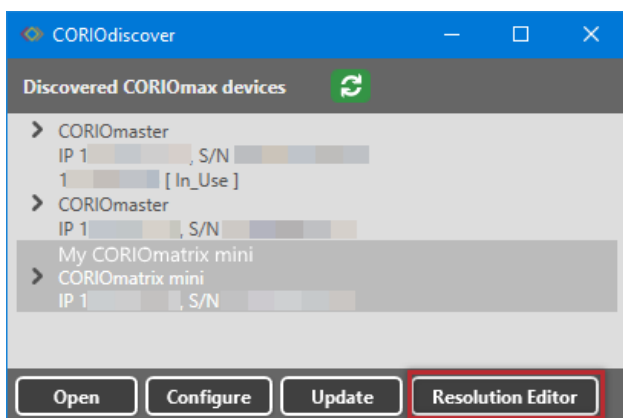 CORIOdiscover
Discovered CORIOmax devices
CORIOmaster
IP 1 , S/N
1 [ In_Use ]
CORIOmaster
IP 1 , S/N
My CORIOmatrix mini
CORIOmatrix mini
IP 1 , S/N
Open Configure Update Resolution Editor